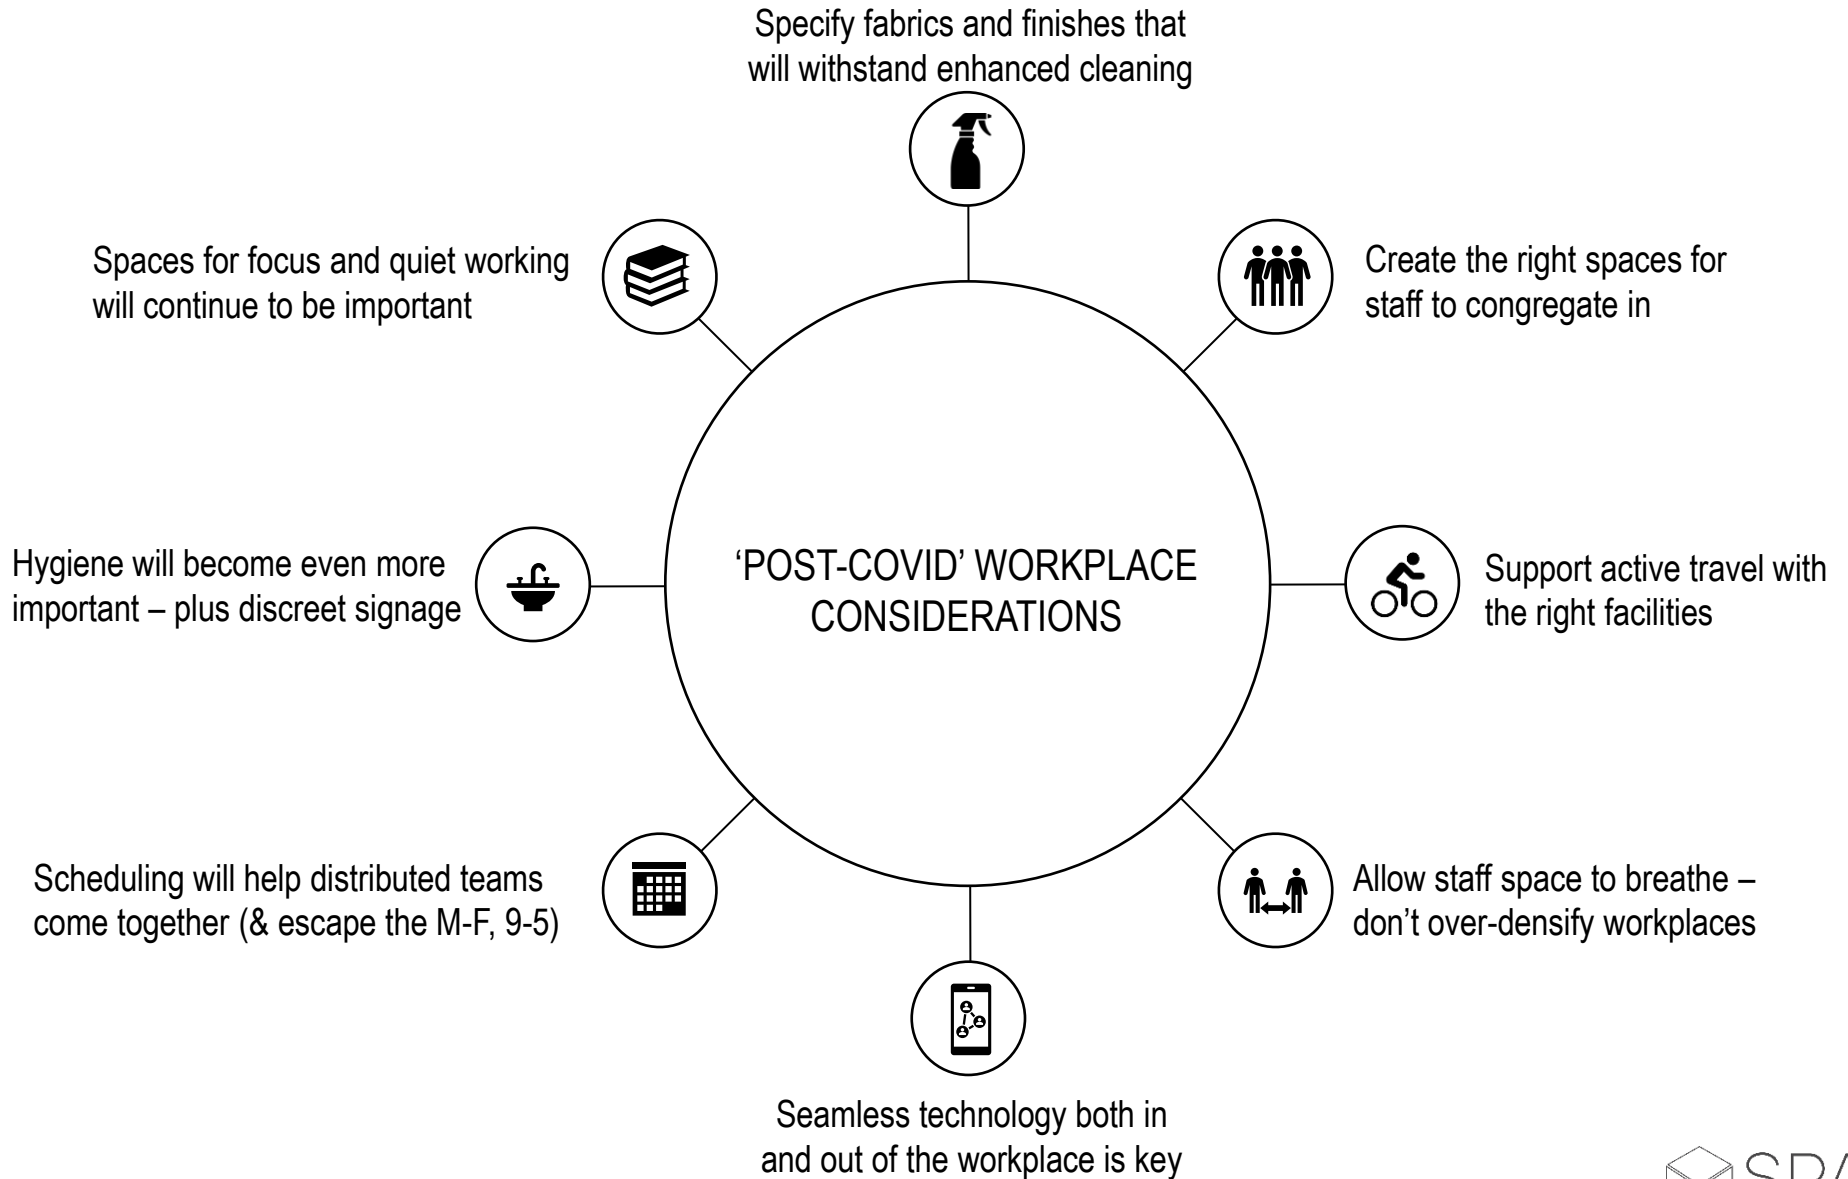 Specify fabrics and finishes that
will withstand enhanced cleaning
Spaces for focus and quiet working
will continue to be important
Create the right spaces for
staff to congregate in
Hygiene will become even more
important – plus discreet signage
‘POST-COVID’ WORKPLACE
CONSIDERATIONS
Support active travel with
the right facilities
Scheduling will help distributed teams
come together (& escape the M-F, 9-5)
Allow staff space to breathe –
don’t over-densify workplaces
Seamless technology both in
and out of the workplace is key